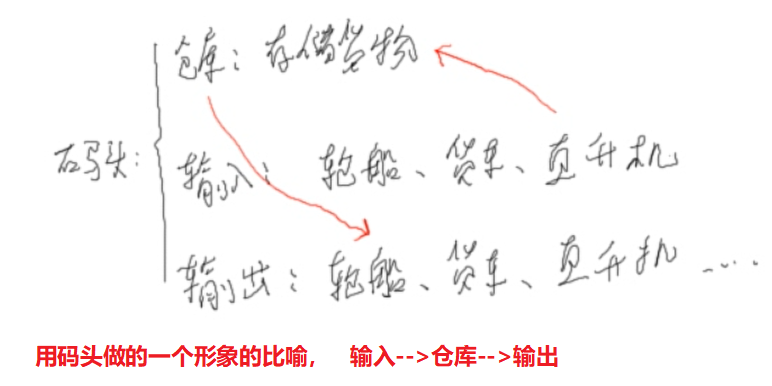 仓库：存储货物
码头：
输入：轮船、货车、直升机
输出：轮船、货车、直升机 ....
用码头做的一个形象的比喻， 输入-->仓库-->输出